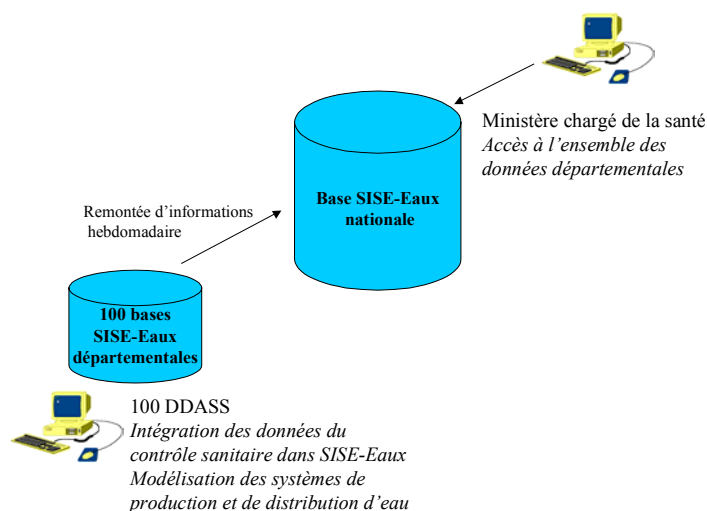 Ministère chargé de la santé
Accès à l'ensemble des
données départementales
Base SISE-Eaux
nationale
Remontée d'informations
hebdomadaire
100 bases
SISE-Eaux
départementales
100 DDASS
Intégration des données du
contrôle sanitaire dans SISE-Eaux
Modélisation des systèmes de
production et de distribution d'eau